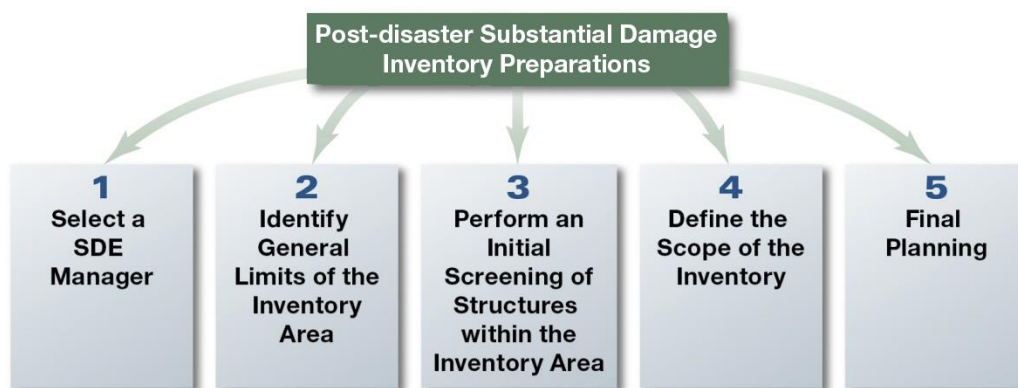 Post-disaster Substantial Damage
Inventory Preparations
1
Select a
SDE
Manager
2
Identify
General
Limits of the
Inventory
Area
3
Perform an
Initial
Screening of
Structures
within the
Inventory Area
4
Define the
Scope of the
Inventory
5
Final
Planning